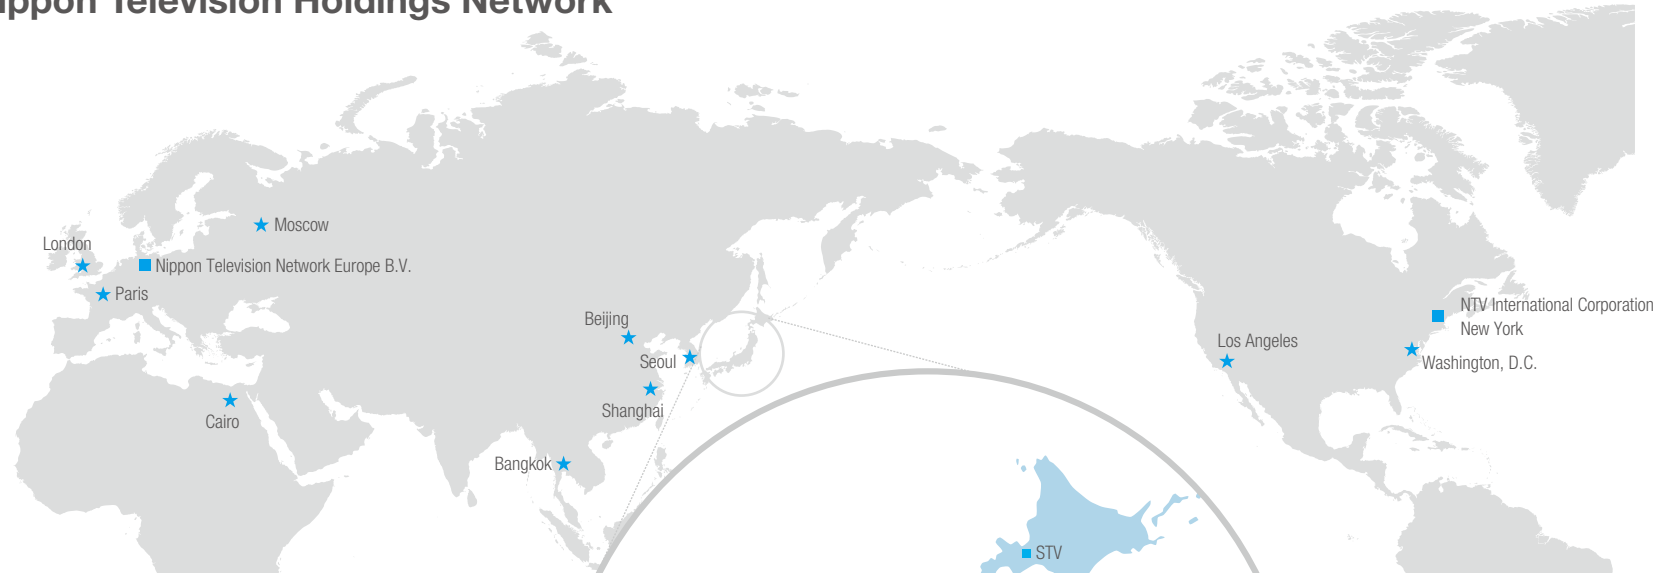 ippon Television Holdings Network
Moscow
London
Nippon Television Network Europe B.V.
Paris
NTV International Corporation
New York
Beijing
Los Angeles
Seoul
Washington, D.C.
Shanghai
Cairo
Bangkok
STV